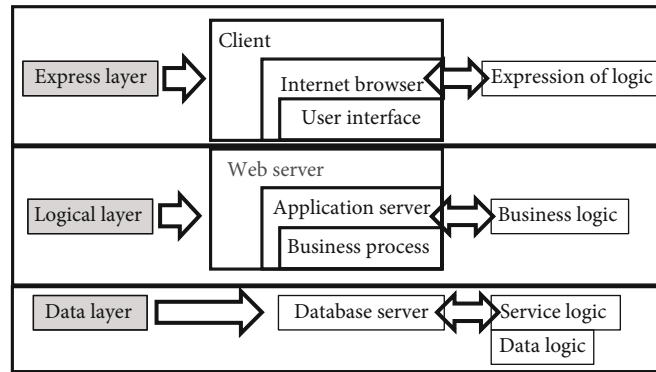 Client
Express layer
Internet browser
Expression of logic
User interface
Web server
Logical layer
Application server
Business logic
Business process
Data layer
Database server
Service logic
Data logic